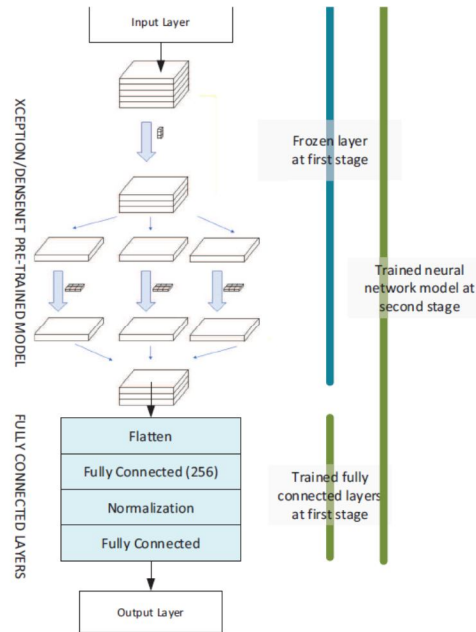 Input Layer
XCEPTION/DENSENET PRE-TRAINED MODEL
Frozen layer
at first stage
Trained neural
network model at
second stage
FULLY CONNECTED LAYERS
Flatten
Fully Connected (256)
Normalization
Fully Connected
Trained fully
connected layers
at first stage
Output Layer